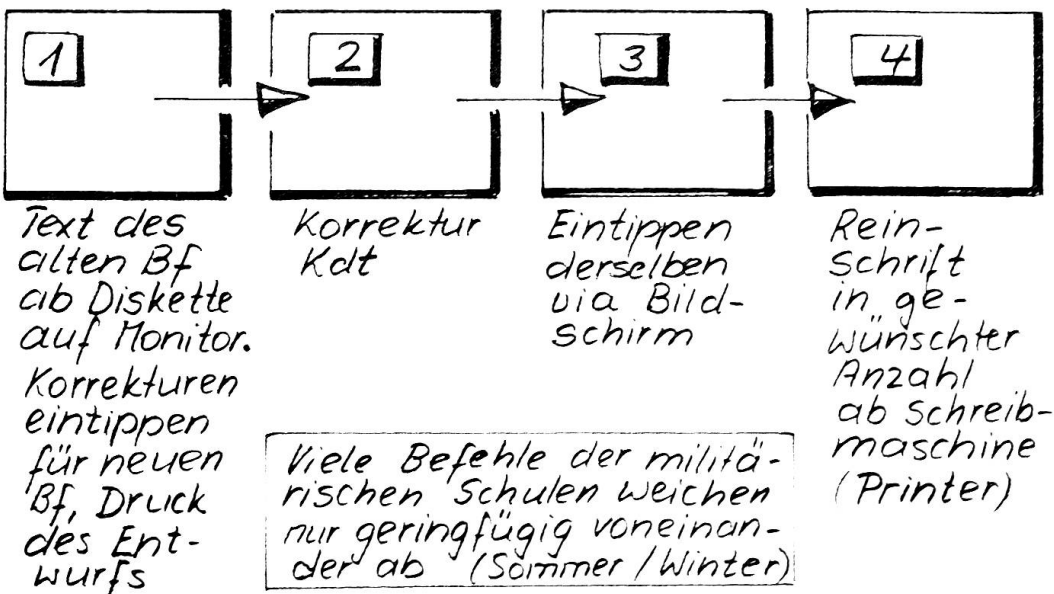 1
Text des
alten Bf
ab Diskette
auf Monitor.
Korrekturen
eintippen
für neuen
Bf, Druck
des Ent-
wurfs
2
Korrektur
Kdt
3
Eintippen
derselben
via Bild-
schirm
4
Rein-
schrift
in ge-
wünschter
Anzahl
ab Schreib-
maschine
(Printer)
Viele Befehle der militä-
rischen Schulen weichen
nur geringfügig voneinan-
der ab (Sommer/Winter)